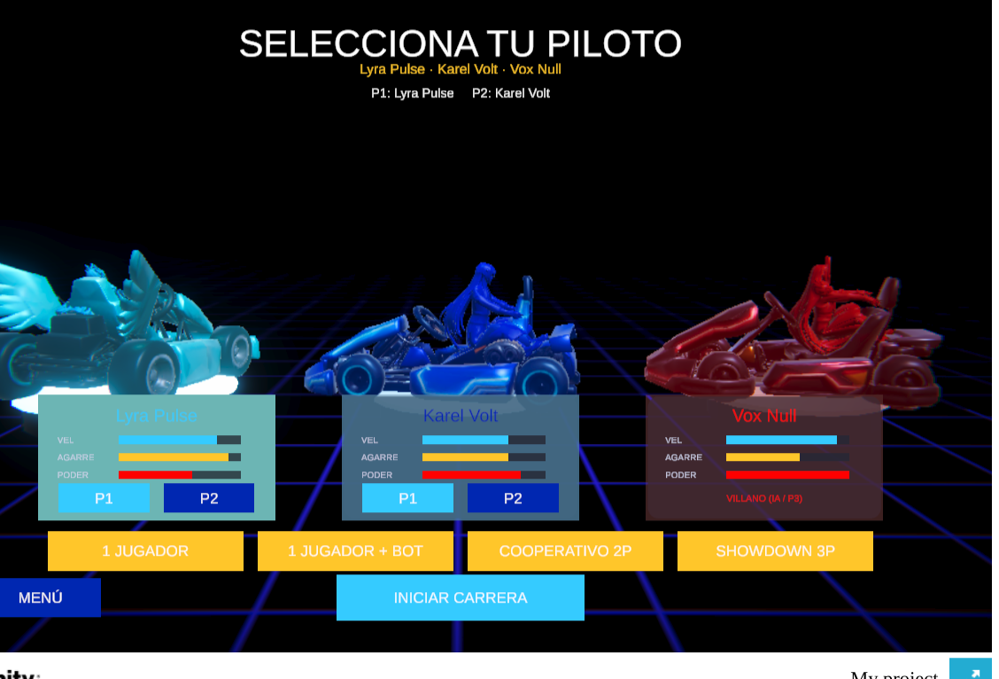 SELECCIONA TU PILOTO
Lyra Pulse · Karel Volt · Vox Null
P1: Lyra Pulse P2: Karel Volt
Lyra Pulse
VEL
AGARRE
PODER
P1 P2
Karel Volt
VEL
AGARRE
PODER
P1 P2
Vox Null
VEL
AGARRE
PODER
VILLANO (IA / P3)
1 JUGADOR
1 JUGADOR + BOT
COOPERATIVO 2P
SHOWDOWN 3P
MENÚ
INICIAR CARRERA
My project